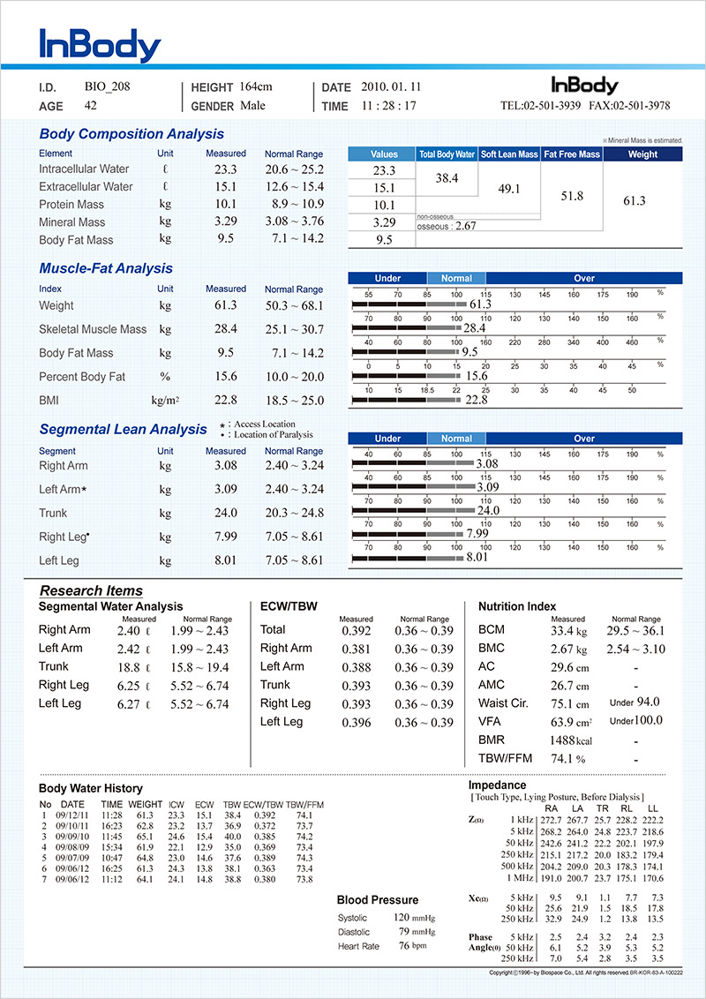 InBody
I.D. BIO_208 HEIGHT 164cm DATE 2010. 01. 11 InBody
AGE 42 GENDER Male TIME 11 : 28 : 17 TEL:02-501-3939 FAX:02-501-3978
Body Composition Analysis
※Mineral Mass is estimated.
Element Unit Measured Normal Range Values Total Body Water Soft Lean Mass Fat Free Mass Weight
Intracellular Water ℓ 23.3 20.6 ~ 25.2 23.3 38.4 49.1 51.8 61.3
Extracellular Water ℓ 15.1 12.6 ~ 15.4 15.1
Protein Mass kg 10.1 8.9 ~ 10.9 10.1
non-osseous
Mineral Mass kg 3.29 3.08 ~ 3.76 3.29 osseous : 2.67
Body Fat Mass kg 9.5 7.1 ~ 14.2 9.5
Muscle-Fat Analysis
Under Normal Over
Index Unit Measured Normal Range
55 70 85 100 115 130 145 160 175 190 %
Weight kg 61.3 50.3 ~ 68.1 61.3
70 80 90 100 110 120 130 140 150 160 %
Skeletal Muscle Mass kg 28.4 25.1 ~ 30.7 28.4
40 60 80 100 160 220 280 340 400 460 %
Body Fat Mass kg 9.5 7.1 ~ 14.2 9.5
0 5 10 15 20 25 30 35 40 45 %
Percent Body Fat % 15.6 10.0 ~ 20.0 15.6
10 15 18.5 22 25 30 35 40 45 50
BMI kg/m² 22.8 18.5 ~ 25.0 22.8
Segmental Lean Analysis * : Access Location
• : Location of Paralysis
Under Normal Over
Segment Unit Measured Normal Range
40 60 80 100 115 130 145 160 175 190 %
Right Arm kg 3.08 2.40 ~ 3.24 3.08
40 60 80 100 115 130 145 160 175 190 %
Left Arm* kg 3.09 2.40 ~ 3.24 3.09
70 80 90 100 110 120 130 140 150 160 %
Trunk kg 24.0 20.3 ~ 24.8 24.0
70 80 90 100 110 120 130 140 150 160 %
Right Leg• kg 7.99 7.05 ~ 8.61 7.99
70 80 90 100 110 120 130 140 150 160 %
Left Leg kg 8.01 7.05 ~ 8.61 8.01
Research Items
Segmental Water Analysis
Measured Normal Range
Right Arm 2.40 ℓ 1.99 ~ 2.43
Left Arm 2.42 ℓ 1.99 ~ 2.43
Trunk 18.8 ℓ 15.8 ~ 19.4
Right Leg 6.25 ℓ 5.52 ~ 6.74
Left Leg 6.27 ℓ 5.52 ~ 6.74
ECW/TBW
Measured Normal Range
Total 0.392 0.36 ~ 0.39
Right Arm 0.381 0.36 ~ 0.39
Left Arm 0.388 0.36 ~ 0.39
Trunk 0.393 0.36 ~ 0.39
Right Leg 0.393 0.36 ~ 0.39
Left Leg 0.396 0.36 ~ 0.39
Nutrition Index
Measured Normal Range
BCM 33.4 kg 29.5 ~ 36.1
BMC 2.67 kg 2.54 ~ 3.10
AC 29.6 cm -
AMC 26.7 cm -
Waist Cir. 75.1 cm Under 94.0
VFA 63.9 cm² Under100.0
BMR 1488 kcal -
TBW/FFM 74.1 % -
Body Water History
No DATE TIME WEIGHT ICW ECW TBW ECW/TBW TBW/FFM
1 09/12/11 11:28 61.3 23.3 15.1 38.4 0.392 74.1
2 09/10/11 16:23 62.8 23.2 13.7 36.9 0.372 73.7
3 09/09/10 11:45 65.1 24.6 15.4 40.0 0.385 74.2
4 09/08/09 15:34 61.9 22.1 12.9 35.0 0.369 73.4
5 09/07/09 10:47 64.8 23.0 14.6 37.6 0.389 74.3
6 09/06/12 16:25 61.3 24.3 13.8 38.1 0.363 73.4
7 09/06/12 11:12 64.1 24.1 14.8 38.8 0.380 73.8
Blood Pressure
Systolic 120 mmHg
Diastolic 79 mmHg
Heart Rate 76 bpm
Impedance
[ Touch Type, Lying Posture, Before Dialysis ]
RA LA TR RL LL
Z(Ω) 1 kHz 272.7 267.7 25.7 228.2 222.2
5 kHz 268.2 264.0 24.8 223.7 218.6
50 kHz 242.6 241.2 22.2 202.1 197.9
250 kHz 215.1 217.2 20.0 183.2 179.4
500 kHz 204.2 209.0 20.3 178.3 174.1
1 MHz 191.0 200.7 23.7 175.1 170.6
Xc(Ω) 5 kHz 9.5 9.1 1.1 7.7 7.3
50 kHz 25.6 21.9 1.5 18.5 17.8
250 kHz 32.9 24.9 1.2 13.8 13.5
Phase 5 kHz 2.5 2.4 3.2 2.4 2.3
Angle(θ) 50 kHz 6.1 5.2 3.9 5.3 5.2
250 kHz 7.0 5.4 2.8 3.5 3.5
Copyright©1996~by Biospace Co., Ltd. All rights reserved.BR-KOR-83-A-100222